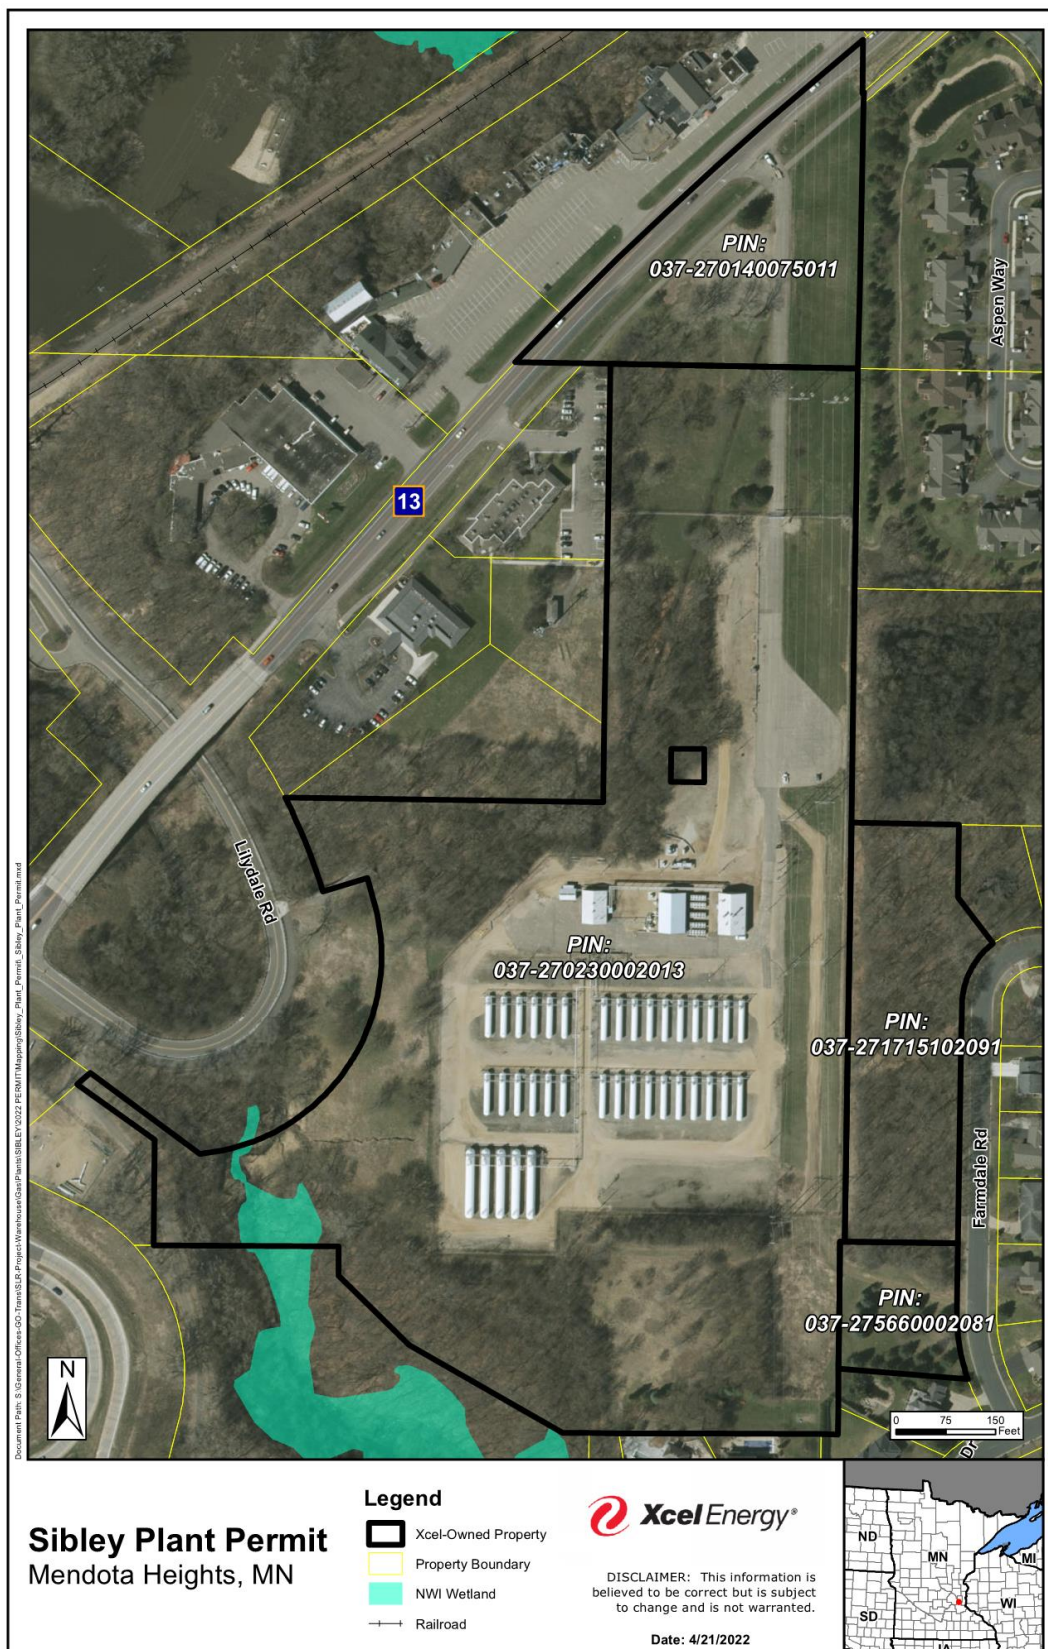 PIN:
037-270140075011
Aspen Way
13
Lilydale Rd
PIN:
037-270230002013
PIN:
037-271715102091
Farmdale Rd
PIN:
037-275660002081
N
0 75 150
Feet
Dr
Sibley Plant Permit
Mendota Heights, MN
Legend
Xcel-Owned Property
Property Boundary
NWI Wetland
Railroad
Xcel Energy®
DISCLAIMER: This information is
believed to be correct but is subject
to change and is not warranted.
Date: 4/21/2022
ND
MN
MI
SD
WI
IA